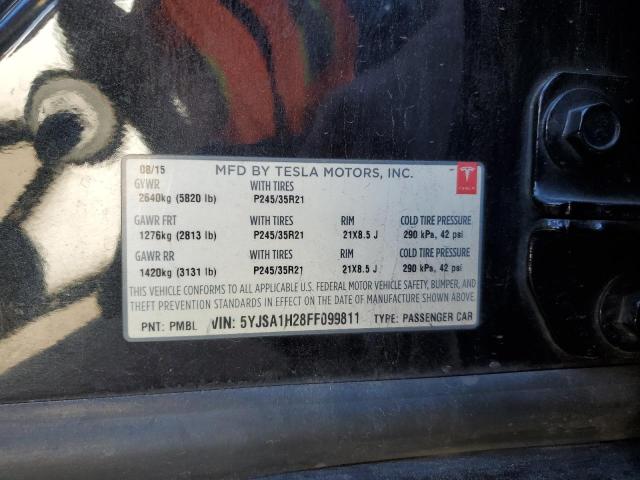 08/15 MFD BY TESLA MOTORS, INC.
GVWR WITH TIRES
2640kg (5820 lb) P245/35R21
TESLA
GAWR FRT WITH TIRES RIM COLD TIRE PRESSURE
1276kg (2813 lb) P245/35R21 21X8.5 J 290 kPa, 42 psi
GAWR RR WITH TIRES RIM COLD TIRE PRESSURE
1420kg (3131 lb) P245/35R21 21X8.5 J 290 kPa, 42 psi
THIS VEHICLE CONFORMS TO ALL APPLICABLE U.S. FEDERAL MOTOR VEHICLE SAFETY, BUMPER, AND
THEFT PREVENTION STANDARDS IN EFFECT ON THE DATE OF MANUFACTURE SHOWN ABOVE.
PNT: PMBL VIN: 5YJSA1H28FF099811 TYPE: PASSENGER CAR